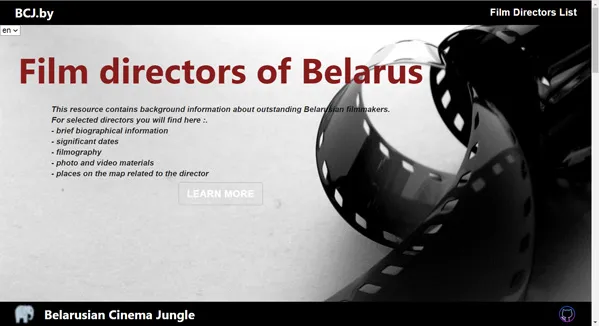 BCJ.by
Film Directors List
en
Film directors of Belarus
This resource contains background information about outstanding Belarusian filmmakers.
For selected directors you will find here :.
- brief biographical information
- significant dates
- filmography
- photo and video materials
- places on the map related to the director
LEARN MORE
Belarusian Cinema Jungle